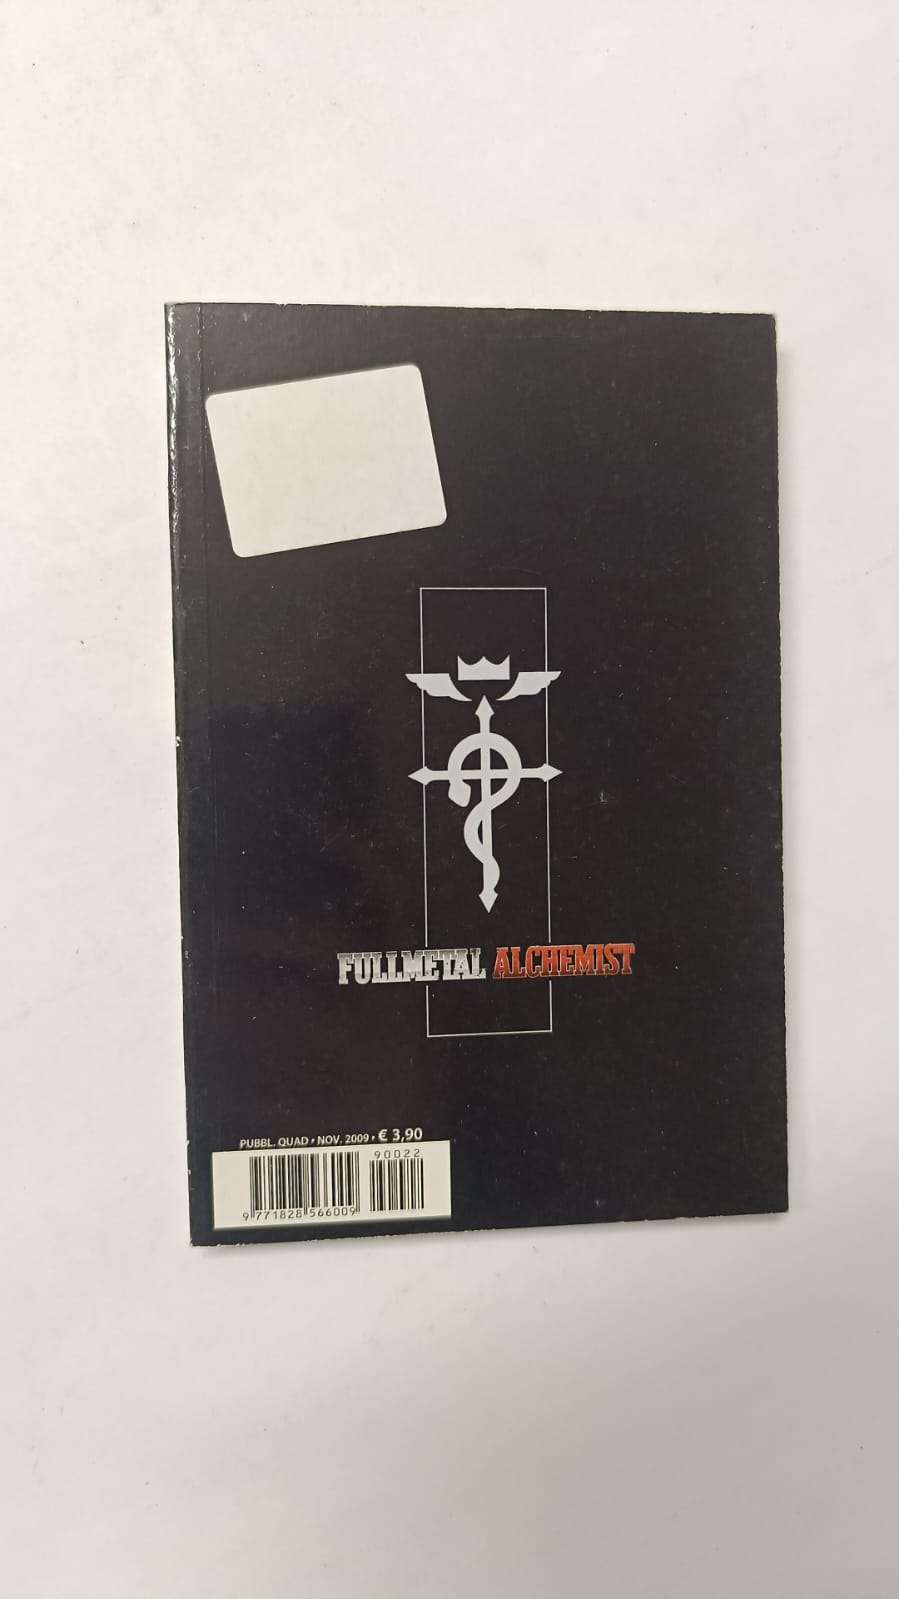 FULLMETAL ALCHEMIST
PUBBL. QUAD • NOV. 2009 • € 3,90
90022
9 771828 566009